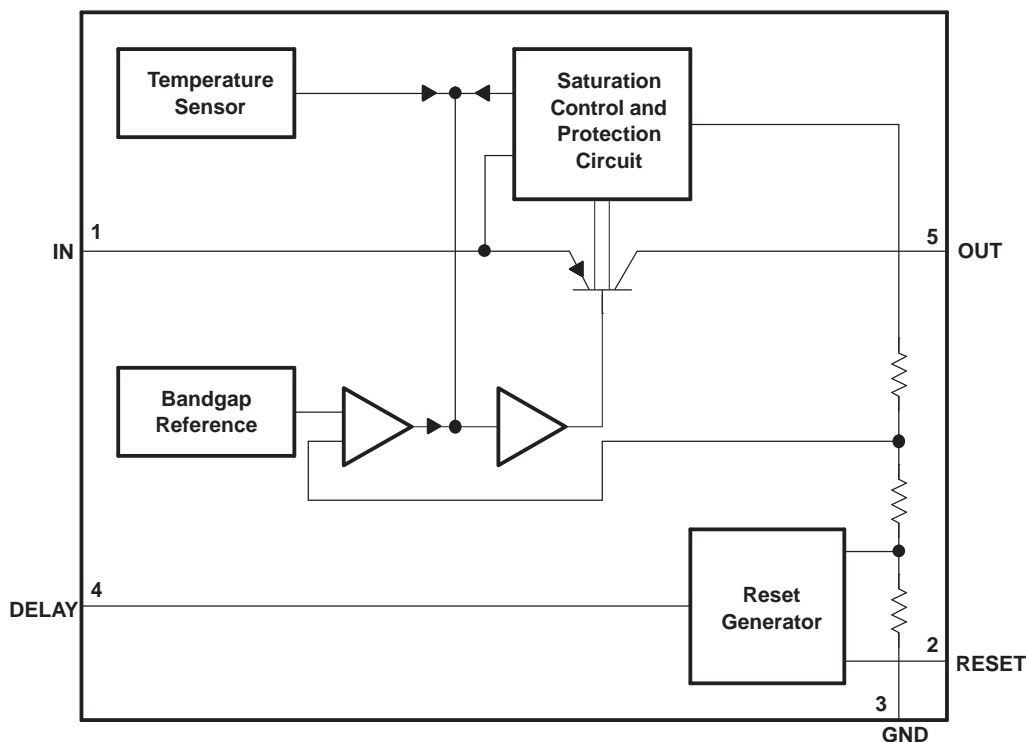 Temperature
Sensor
Saturation
Control and
Protection
Circuit
1
IN
5
OUT
Bandgap
Reference
4
DELAY
Reset
Generator
2
RESET
3
GND